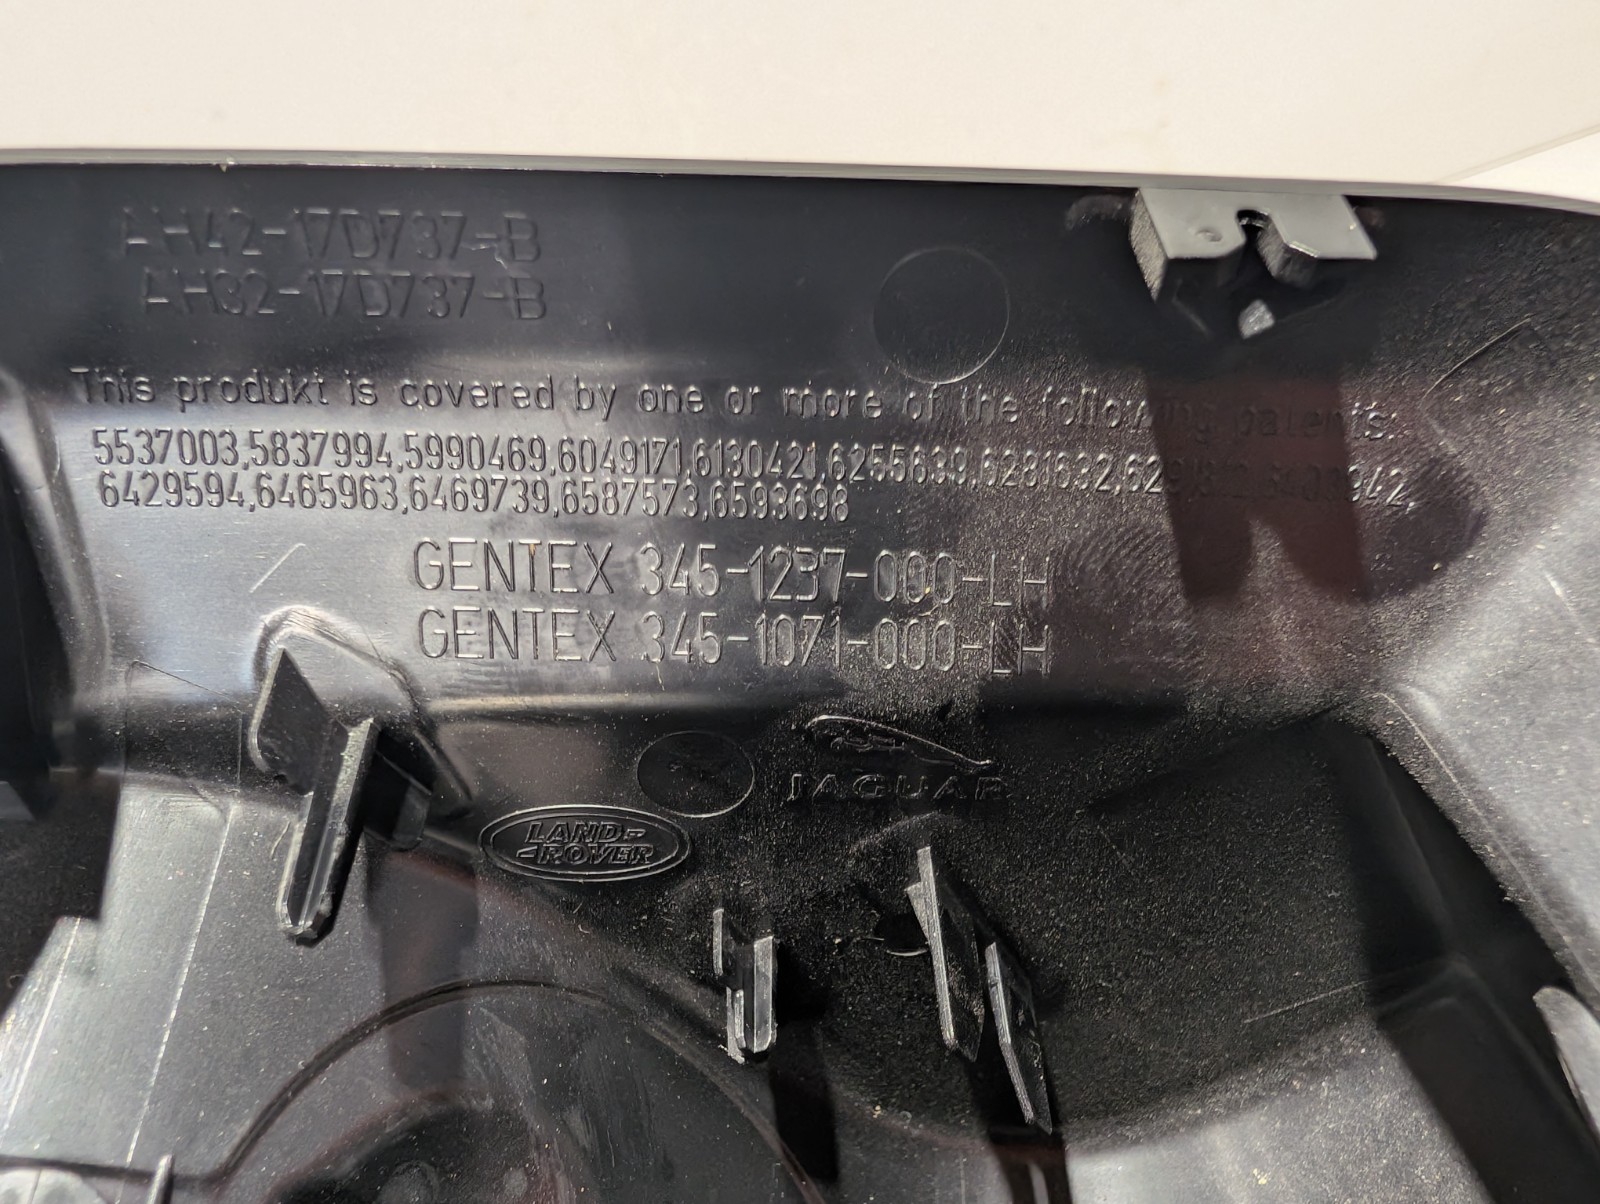 AH42-17D737-B
AH32-17D737-B
This produkt is covered by one or more of the following patents:
5537003,5837994,5990469,6049171,6130421,6255639,6281632,
6429594,6465963,6469739,6587573,6593698
GENTEX 345-1237-000-LH
GENTEX 345-1071-000-LH
JAGUAR
LAND-
-ROVER